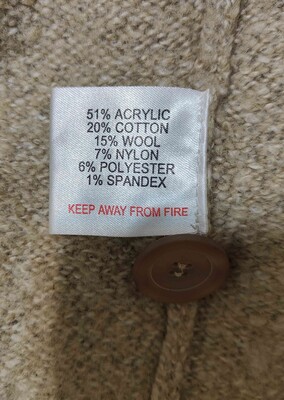 51% ACRYLIC
20% COTTON
15% WOOL
7% NYLON
6% POLYESTER
1% SPANDEX
KEEP AWAY FROM FIRE